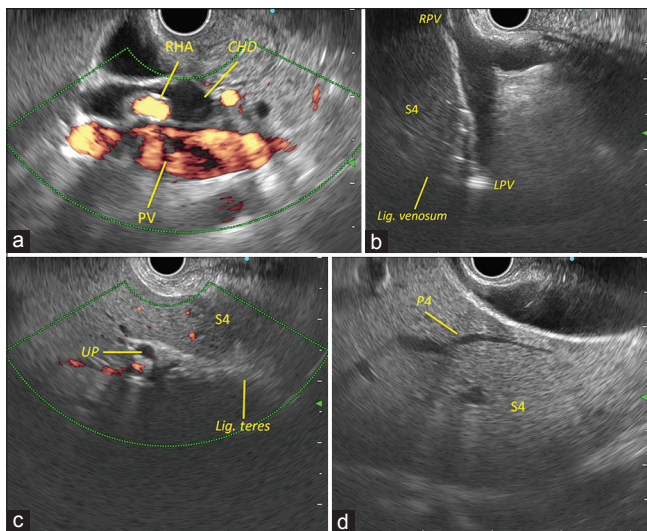 RHA
CHD
PV
a
RPV
S4
LPV
Lig. venosum
b
S4
UP
Lig. teres
c
P4
S4
d